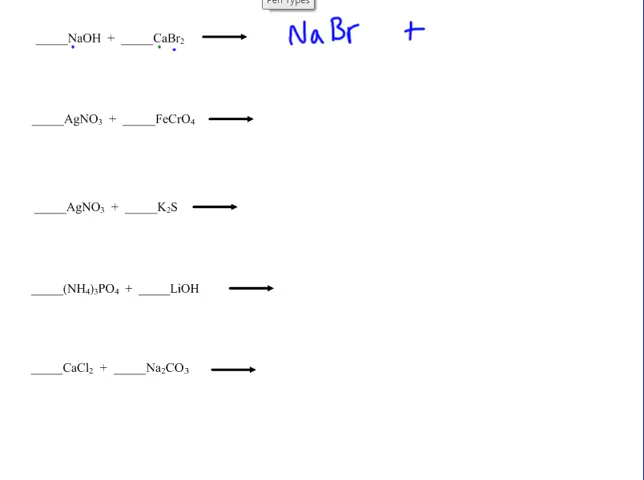 Pen Types
_____NaOH + _____CaBr₂ → NaBr +
_____AgNO₃ + _____FeCrO₄ →
_____AgNO₃ + _____K₂S →
_____(NH₄)₃PO₄ + _____LiOH →
_____CaCl₂ + _____Na₂CO₃ →